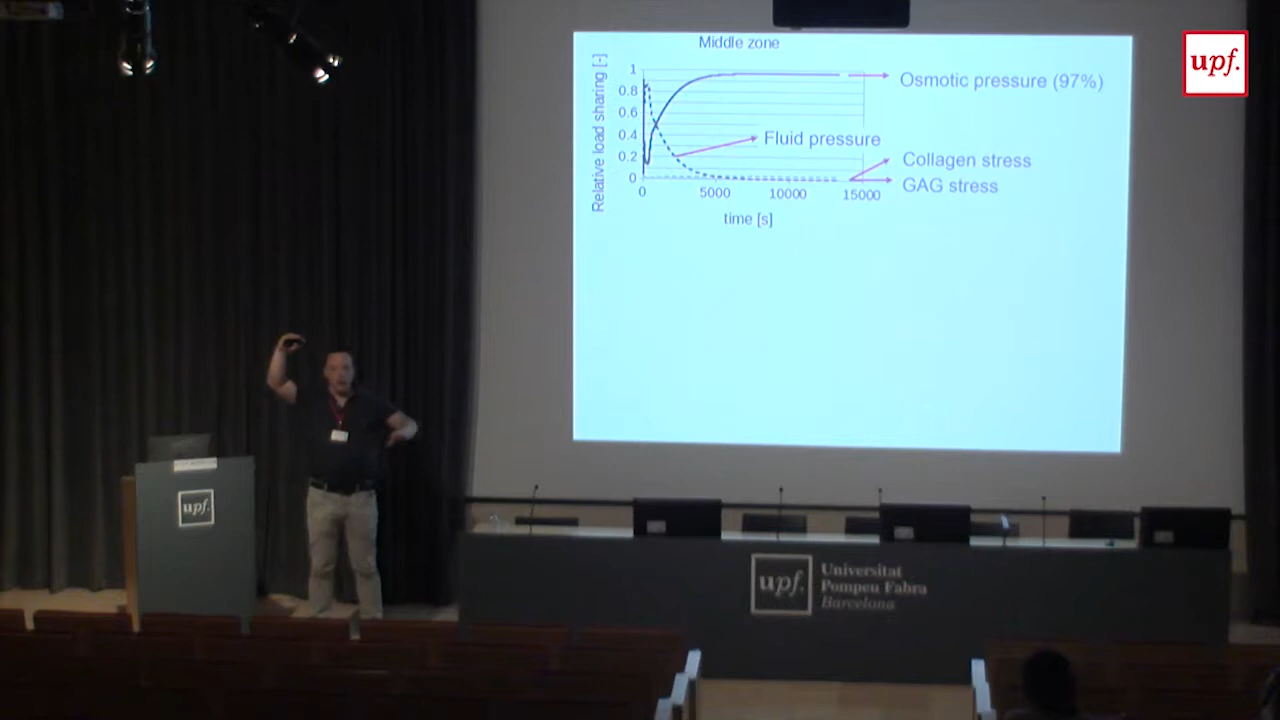 Middle zone
Relative load sharing [-]
1
0.8
0.6
0.4
0.2
0
0
5000
10000
15000
time [s]
Osmotic pressure (97%)
Fluid pressure
Collagen stress
GAG stress
upf.
upf.
upf.
Universitat
Pompeu Fabra
Barcelona